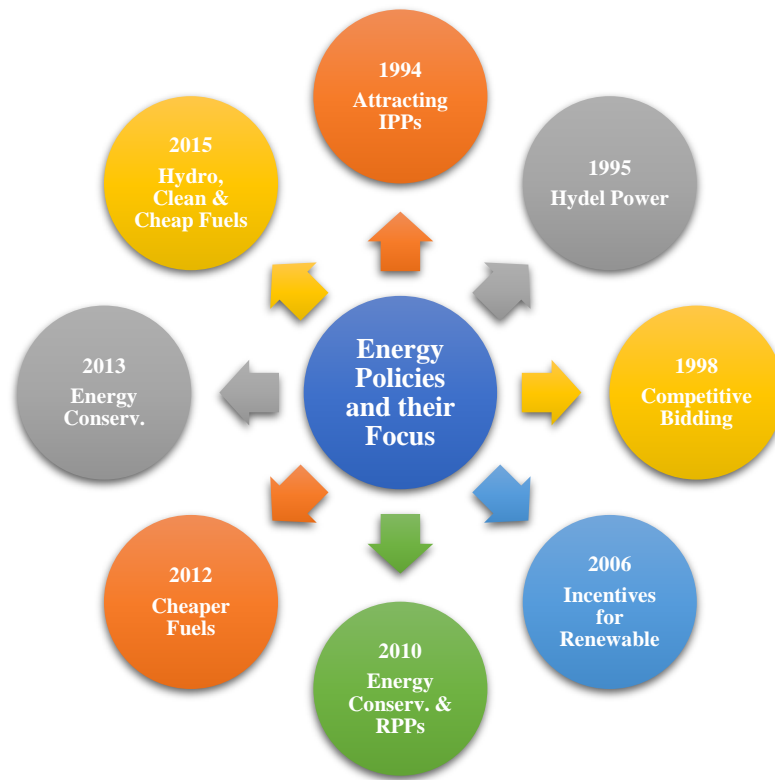 1994
Attracting
IPPs
1995
Hydel Power
1998
Competitive
Bidding
2006
Incentives
for
Renewable
2010
Energy
Conserv. &
RPPs
2012
Cheaper
Fuels
2013
Energy
Conserv.
2015
Hydro,
Clean &
Cheap Fuels
Energy
Policies
and their
Focus